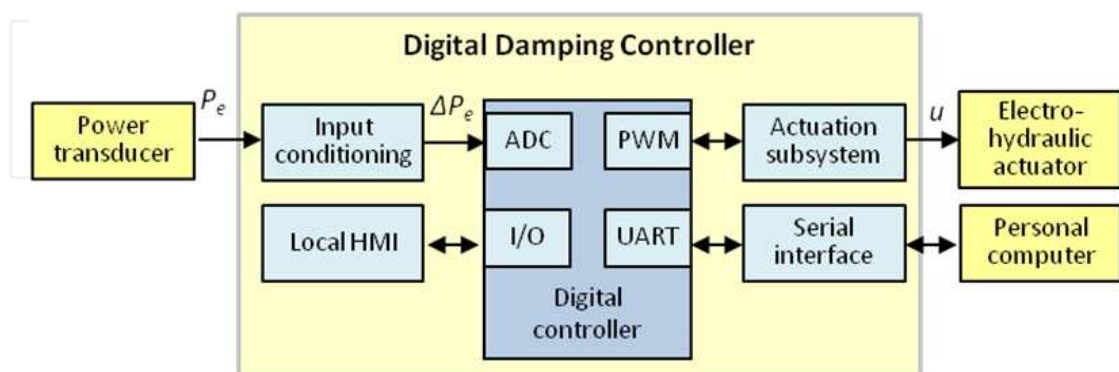 Digital Damping Controller
Pe
Power
transducer
Input
conditioning
ΔPe
ADC
PWM
Actuation
subsystem
u
Electro-
hydraulic
actuator
Local HMI
I/O
UART
Serial
interface
Personal
computer
Digital
controller